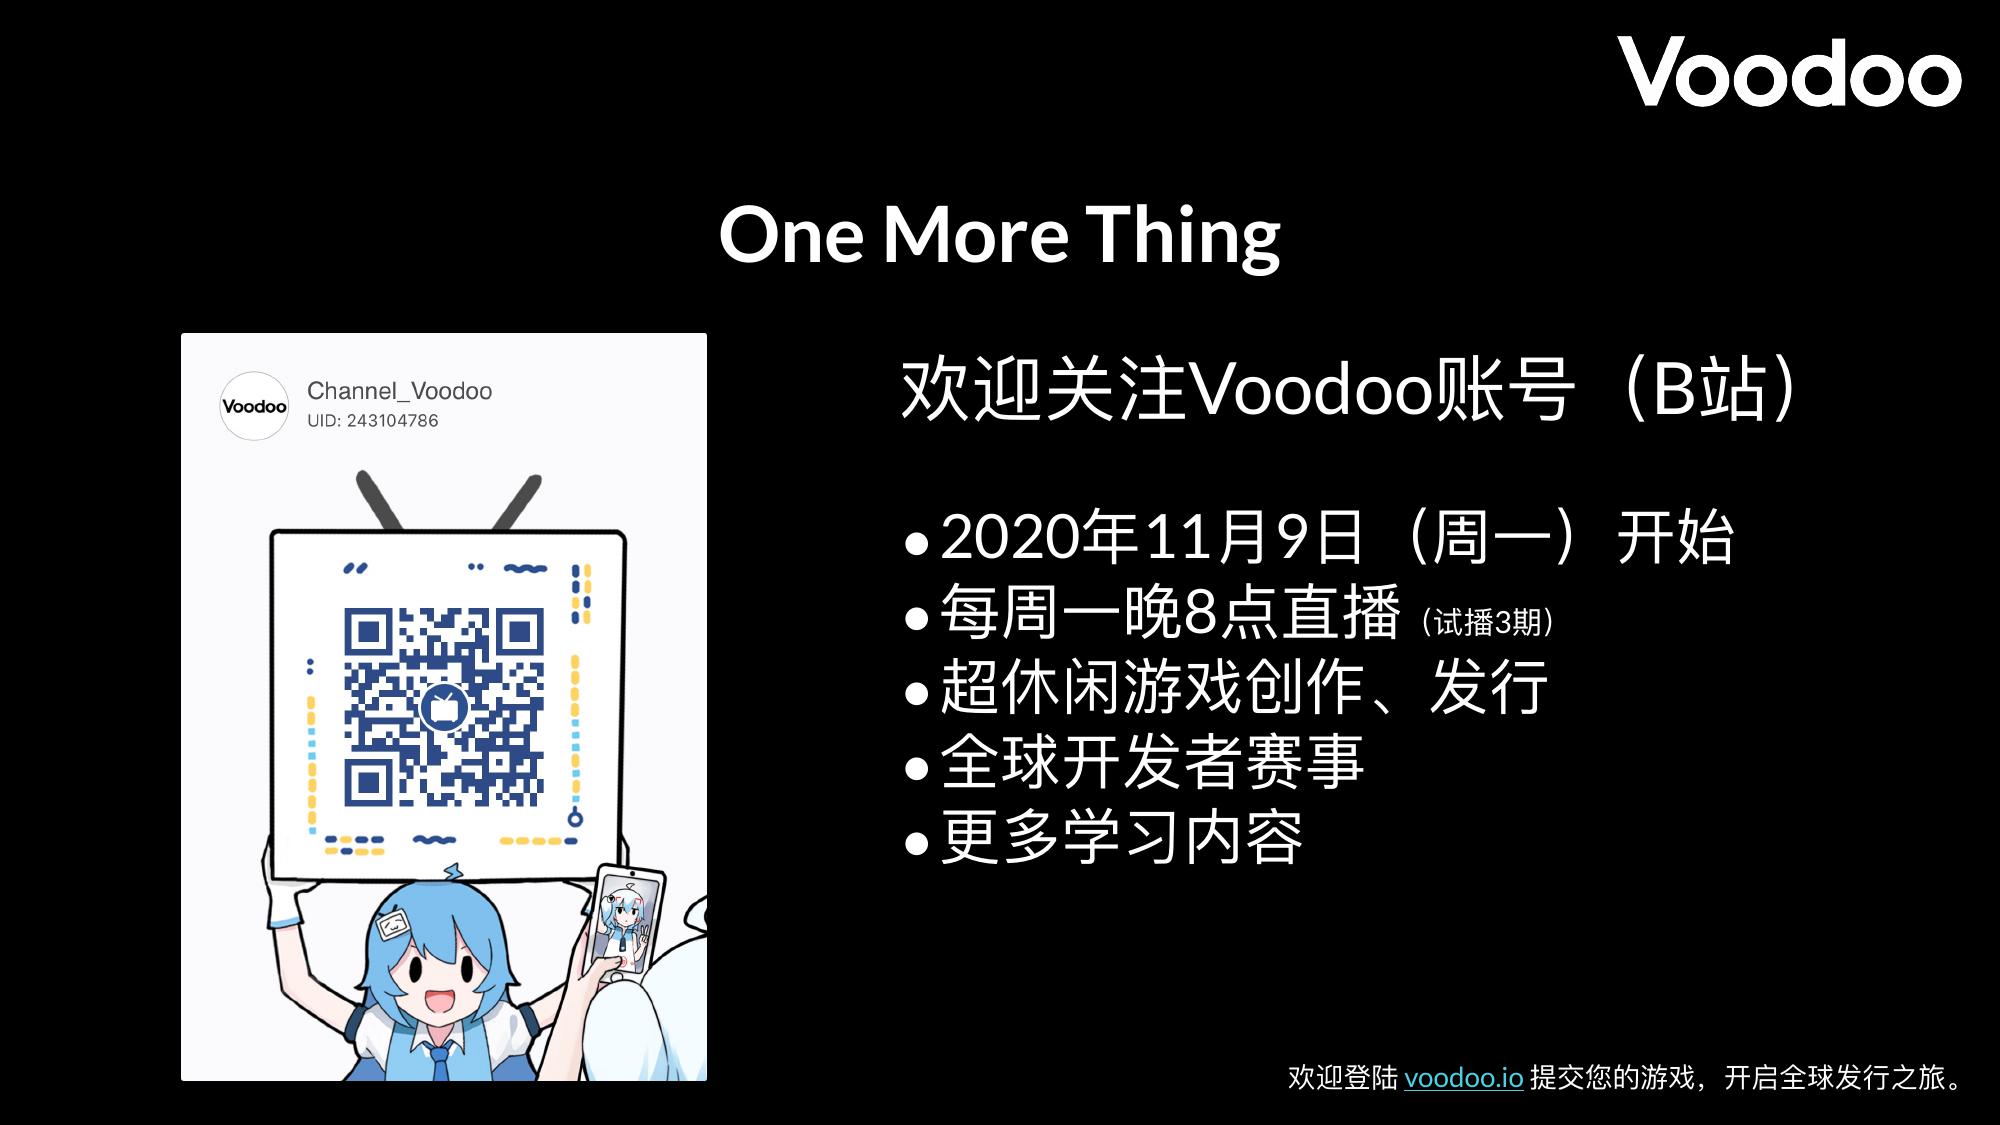 Voodoo
One More Thing
Voodoo
Channel_Voodoo
UID: 243104786
欢迎关注Voodoo账号（B站）
●2020年11月9日（周一）开始
●每周一晚8点直播（试播3期）
●超休闲游戏创作、发行
●全球开发者赛事
●更多学习内容
欢迎登陆 voodoo.io 提交您的游戏，开启全球发行之旅。